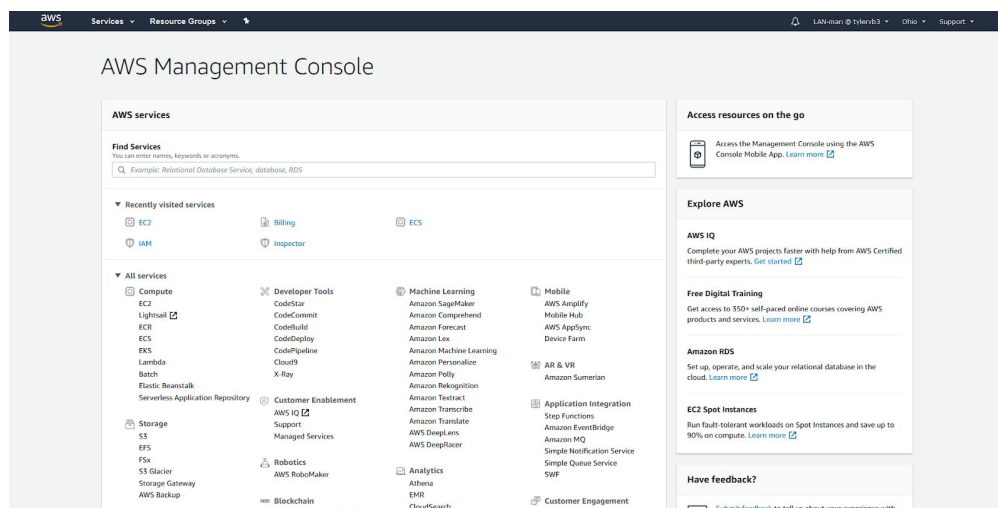 aws
Services
Resource Groups
LAN-man @ tylervb3
Ohio
Support
AWS Management Console
AWS services
Find Services
You can enter names, keywords or acronyms.
Example: Relational Database Service, database, RDS
Recently visited services
EC2
Billing
ECS
IAM
Inspector
All services
Compute
EC2
Lightsail
ECR
ECS
EKS
Lambda
Batch
Elastic Beanstalk
Serverless Application Repository
Storage
S3
EFS
FSx
S3 Glacier
Storage Gateway
AWS Backup
Developer Tools
CodeStar
CodeCommit
CodeBuild
CodeDeploy
CodePipeline
Cloud9
X-Ray
Customer Enablement
AWS IQ
Support
Managed Services
Robotics
AWS RoboMaker
Blockchain
Machine Learning
Amazon SageMaker
Amazon Comprehend
Amazon Forecast
Amazon Lex
Amazon Machine Learning
Amazon Personalize
Amazon Polly
Amazon Rekognition
Amazon Textract
Amazon Transcribe
Amazon Translate
AWS DeepLens
AWS DeepRacer
Analytics
Athena
EMR
CloudSearch
Mobile
AWS Amplify
Mobile Hub
AWS AppSync
Device Farm
AR & VR
Amazon Sumerian
Application Integration
Step Functions
Amazon EventBridge
Amazon MQ
Simple Notification Service
Simple Queue Service
SWF
Customer Engagement
Access resources on the go
Access the Management Console using the AWS
Console Mobile App. Learn more
Explore AWS
AWS IQ
Complete your AWS projects faster with help from AWS Certified
third-party experts. Get started
Free Digital Training
Get access to 350+ self-paced online courses covering AWS
products and services. Learn more
Amazon RDS
Set up, operate, and scale your relational database in the
cloud. Learn more
EC2 Spot Instances
Run fault-tolerant workloads on Spot Instances and save up to
90% on compute. Learn more
Have feedback?
Submit feedback to tell us about your experience with